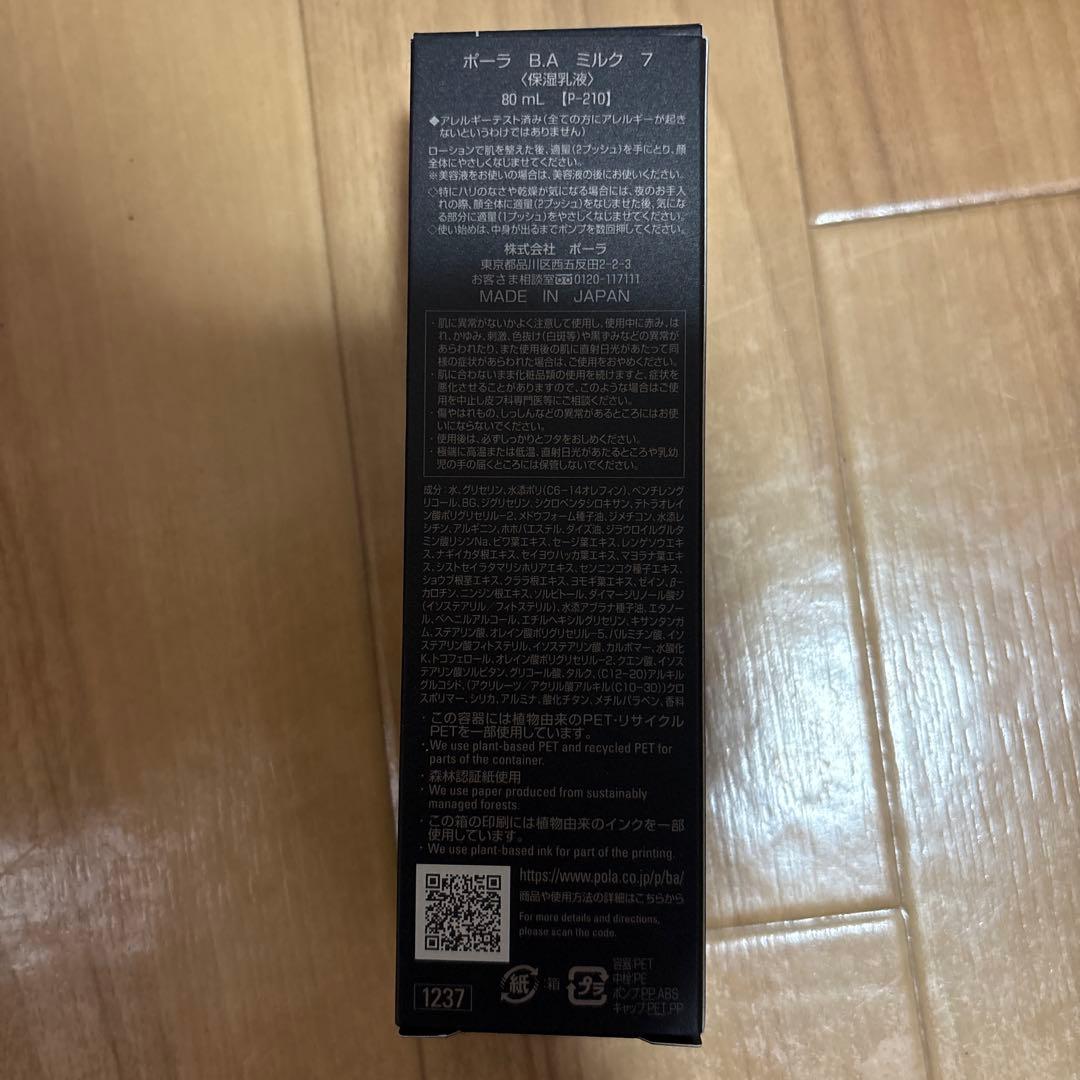 ポーラ B.A ミルク 7
〈保湿乳液〉
80 mL 【P-210】
◆アレルギーテスト済み(全ての方にアレルギーが起き
ないというわけではありません)
ローションで肌を整えた後、適量(2プッシュ)を手にとり、顔
全体にやさしくなじませてください。
※美容液をお使いの場合は、美容液の後にお使いください。
◇特にハリのなさや乾燥が気になる場合には、夜のお手入
れの際、顔全体に適量(2プッシュ)をなじませた後、気にな
る部分に適量(1プッシュ)をやさしくなじませてください。
◇使い始めは、中身が出るまでポンプを数回押してください。
株式会社 ポーラ
東京都品川区西五反田2-2-3
お客さま相談室0120-117111
MADE IN JAPAN
・肌に異常がないかよく注意して使用し、使用中に赤み、は
れ、かゆみ、刺激、色抜け(白斑等)や黒ずみなどの異常が
あらわれたり、また使用後の肌に直射日光があたって同
様の症状があらわれた場合は、ご使用をおやめください。
・肌に合わないまま化粧品類の使用を続けますと、症状を
悪化させることがありますので、このような場合はご使
用を中止し皮フ科専門医等にご相談ください。
・傷やはれもの、しっしんなどの異常があるところにはお使
いにならないでください。
・使用後は、必ずしっかりとフタをおしめください。
・極端に高温または低温、直射日光があたるところや乳幼
児の手の届くところには保管しないでください。
成分:水、グリセリン、水添ポリ(C6-14オレフィン)、ペンチレング
リコール、BG、ジグリセリン、シクロペンタシロキサン、テトラオレイ
ン酸ポリグリセリル-2、メドウフォーム種子油、ジメチコン、水添レ
シチン、アルギニン、ホホバエステル、ダイズ油、ジラウロイルグルタ
ミン酸リシンNa、ビワ葉エキス、セージ葉エキス、レンゲソウエキ
ス、ナギイカダ根エキス、セイヨウハッカ葉エキス、マヨラナ葉エキ
ス、シストセイラタマリシホリアエキス、センニンコク種子エキス、
ショウブ根茎エキス、クララ根エキス、ヨモギ葉エキス、ゼイン、β-
カロチン、ニンジン根エキス、ソルビトール、ダイマージリノール酸ジ
(イソステアリル/フィトステリル)、水添アブラナ種子油、エタノー
ル、ベヘニルアルコール、エチルヘキシルグリセリン、キサンタンガ
ム、ステアリン酸、オレイン酸ポリグリセリル-5、パルミチン酸、イソ
ステアリン酸フィトステリル、イソステアリン酸、カルボマー、水酸化
K、トコフェロール、オレイン酸ポリグリセリル-2、クエン酸、イソス
テアリン酸ソルビタン、グリコール酸、タルク、(C12-20)アルキル
グルコシド、(アクリレーツ/アクリル酸アルキル(C10-30))クロ
スポリマー、シリカ、アルミナ、酸化チタン、メチルパラベン、香料
・この容器には植物由来のPET・リサイクル
PETを一部使用しています。
・We use plant-based PET and recycled PET for
parts of the container.
・森林認証紙使用
・We use paper produced from sustainably
managed forests.
・この箱の印刷には植物由来のインクを一部
使用しています。
・We use plant-based ink for part of the printing.
https://www.pola.co.jp/p/ba/
商品や使用方法の詳細はこちらから
For more details and directions,
please scan the code.
1237
紙 :箱
プラ
容器:PET
中栓:PE
ポンプ:PP,ABS
キャップ:PET,PP